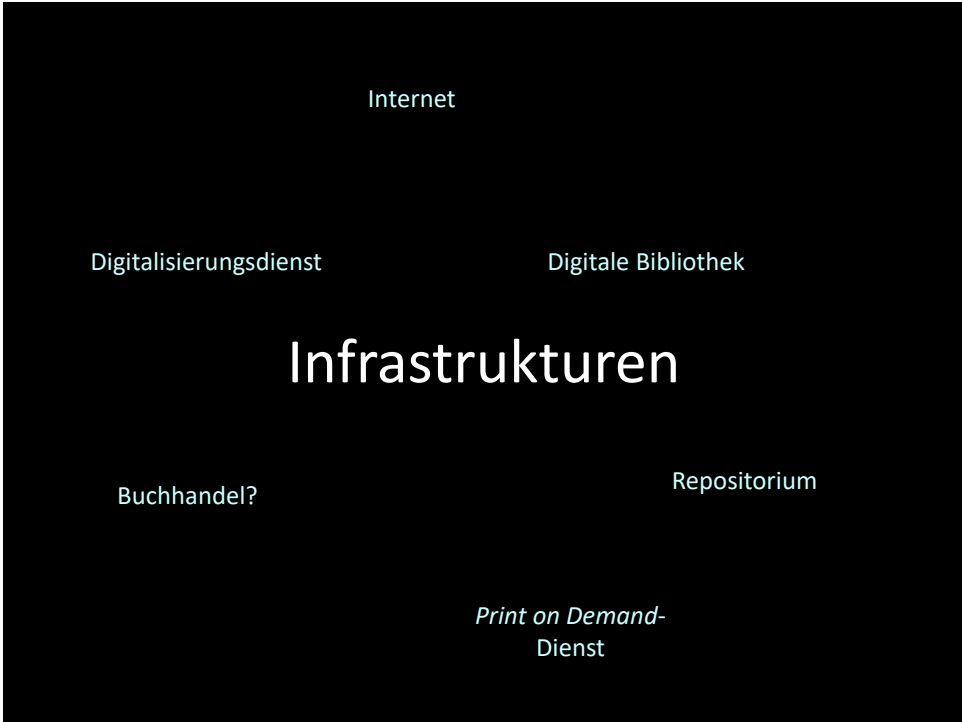 Internet
Digitalisierungsdienst
Digitale Bibliothek
Infrastrukturen
Buchhandel?
Repositorium
Print on Demand-
Dienst